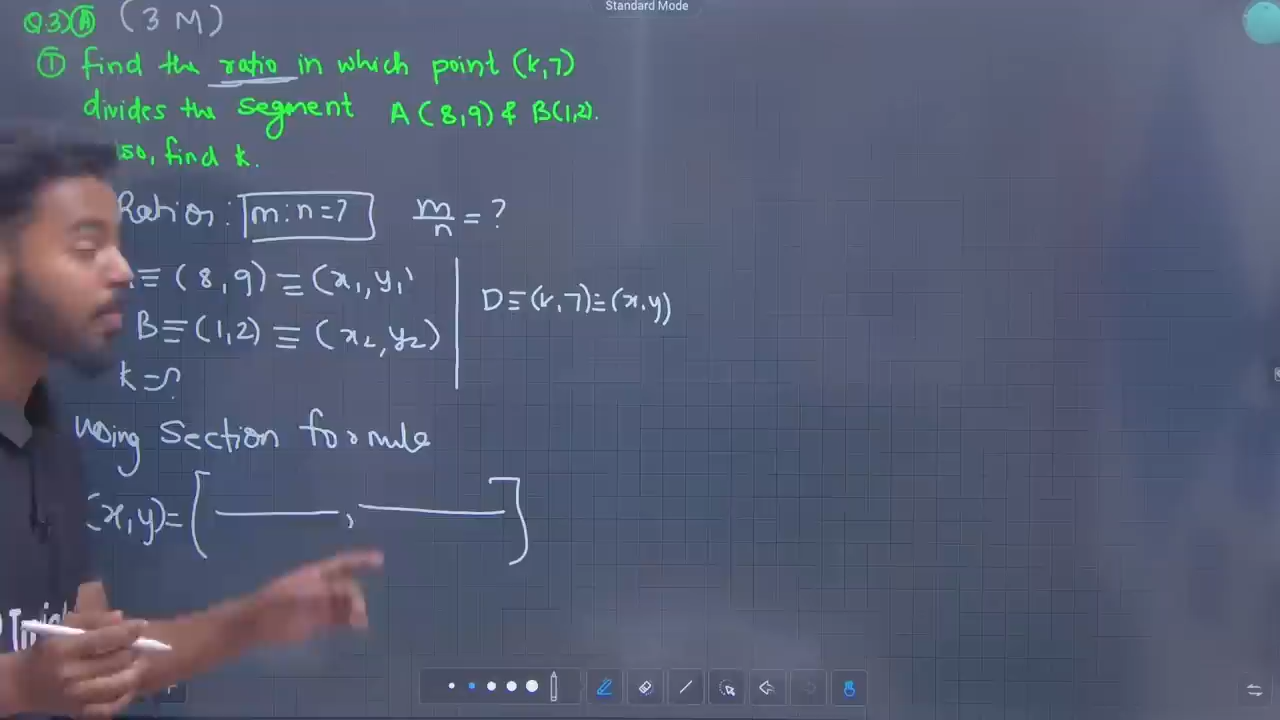 Standard Mode
Q.3) A (3 M)
① find the ratio in which point (k,7)
divides the segment A(8,9) & B(1,2).
so, find k.
Ratio: m:n=? m/n = ?
≡ (8,9) ≡ (x₁,y₁
B≡(1,2) ≡ (x₂,y₂)
D≡(k,7)≡(x,y)
k=?
using section formula
(x,y)=[ ____ , ____ ]